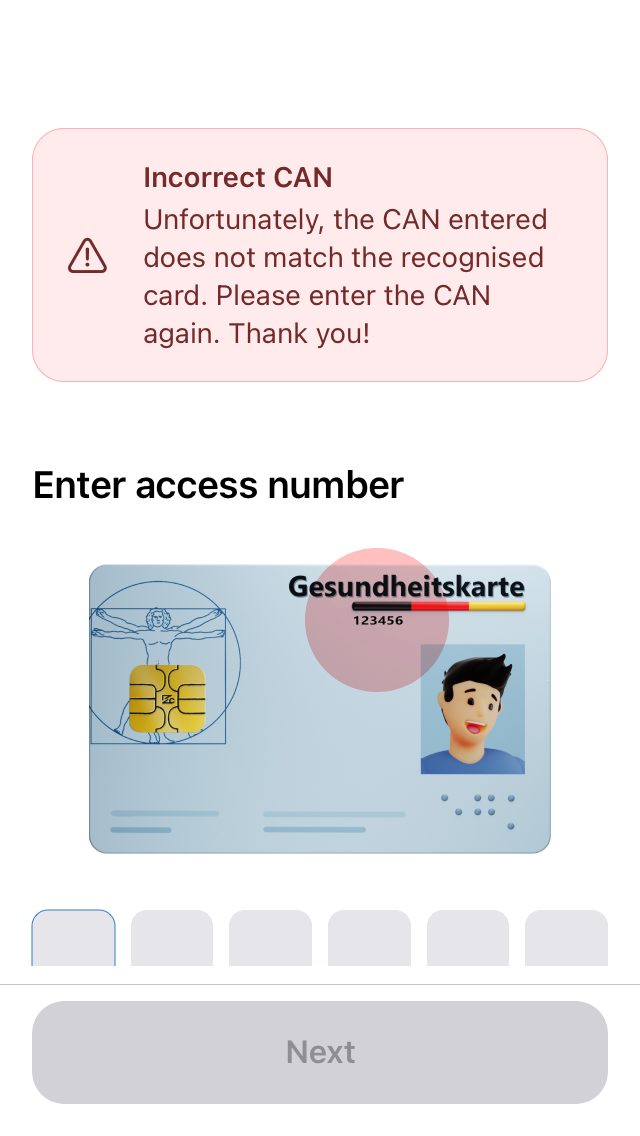 Incorrect CAN
Unfortunately, the CAN entered
does not match the recognised
card. Please enter the CAN
again. Thank you!
Enter access number
Gesundheitskarte
123456
Next